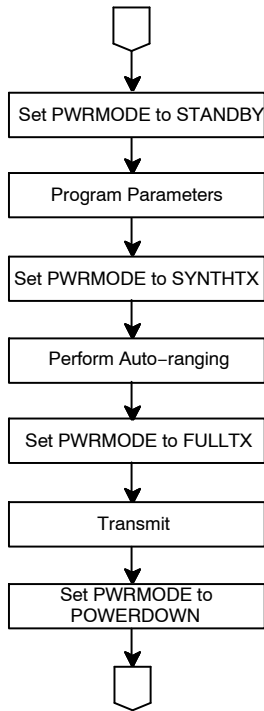 Set PWRMODE to STANDBY
Program Parameters
Set PWRMODE to SYNTHTX
Perform Auto−ranging
Set PWRMODE to FULLTX
Transmit
Set PWRMODE to
POWERDOWN